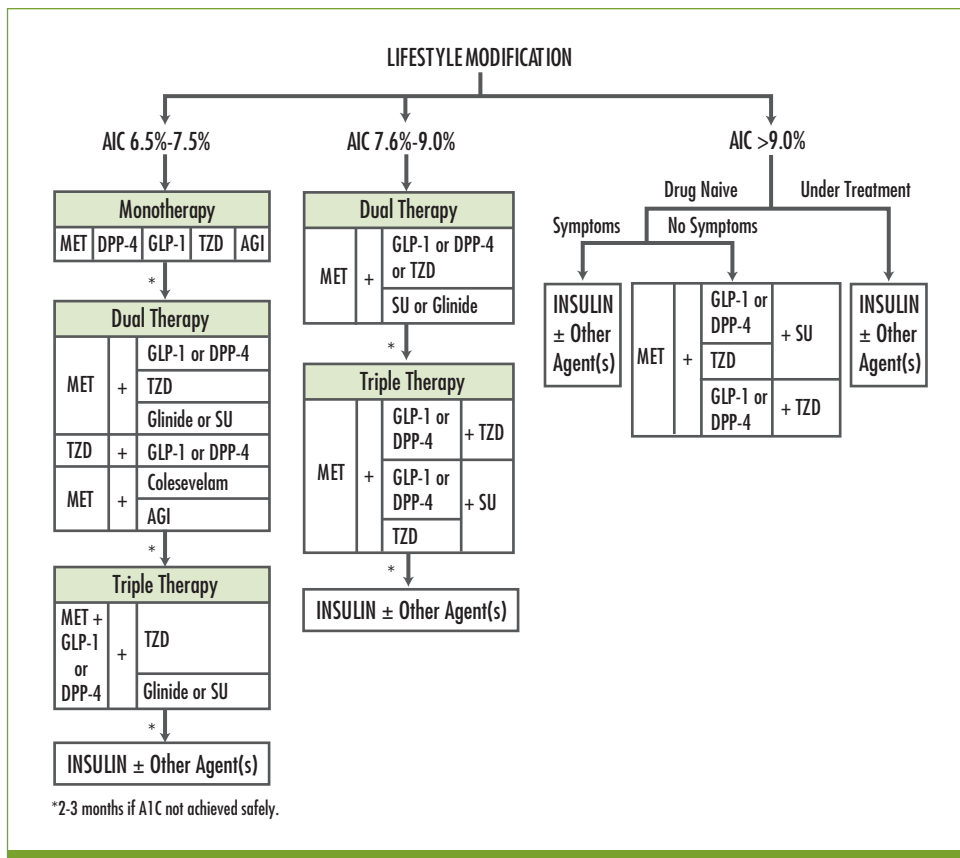 LIFESTYLE MODIFICATION
AIC 6.5%-7.5%
Monotherapy
MET DPP-4 GLP-1 TZD AGI
*
Dual Therapy
MET + GLP-1 or DPP-4
TZD
Glinide or SU
TZD + GLP-1 or DPP-4
MET + Colesevelam
AGI
*
Triple Therapy
MET +
GLP-1
or
DPP-4
+
TZD
Glinide or SU
*
INSULIN ± Other Agent(s)
AIC 7.6%-9.0%
Dual Therapy
MET +
GLP-1 or DPP-4
or TZD
SU or Glinide
*
Triple Therapy
MET +
GLP-1 or
DPP-4
+ TZD
GLP-1 or
DPP-4
TZD
+ SU
*
INSULIN ± Other Agent(s)
AIC >9.0%
Drug Naive
Under Treatment
Symptoms
No Symptoms
INSULIN
± Other
Agent(s)
MET +
GLP-1 or
DPP-4
TZD
+ SU
GLP-1 or
DPP-4
+ TZD
INSULIN
± Other
Agent(s)
*2-3 months if A1C not achieved safely.